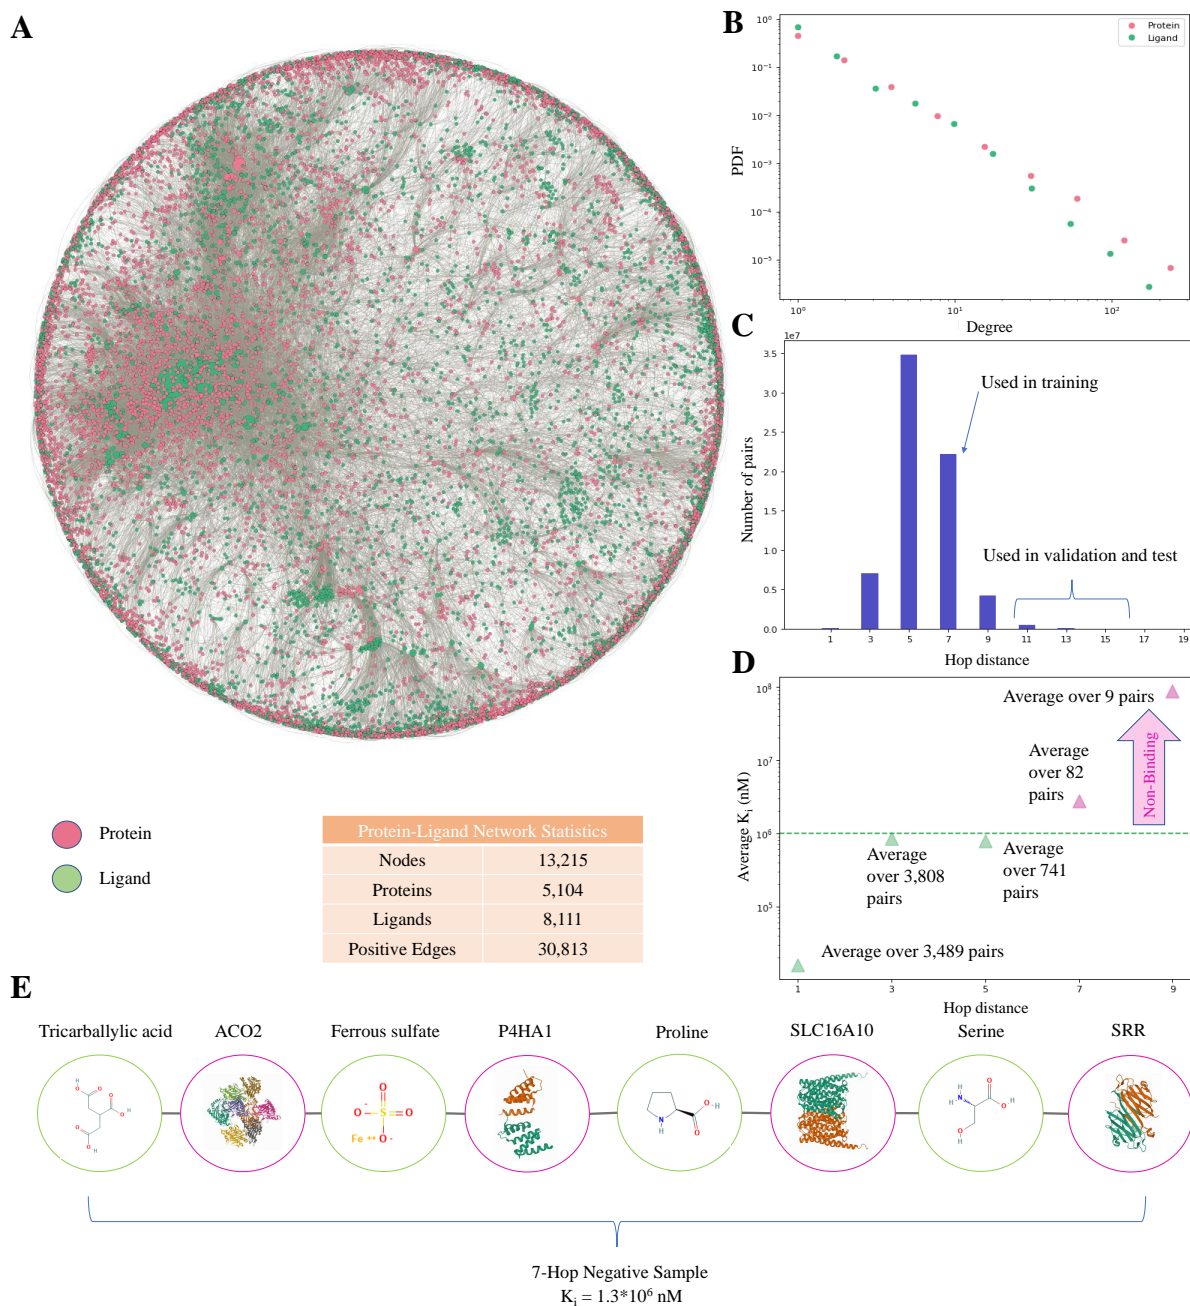 A
B
10⁰
10⁻¹
10⁻²
10⁻³
10⁻⁴
10⁻⁵
PDF
Protein
Ligand
10⁰
10¹
10²
Degree
C
1e7
3.5
3.0
2.5
2.0
1.5
1.0
0.5
0.0
Number of pairs
Used in training
Used in validation and test
1
3
5
7
9
11
13
15
17
19
Hop distance
D
10⁸
10⁷
10⁶
10⁵
Average Kᵢ (nM)
Average over 9 pairs
Average
over 82
pairs
Non-Binding
Average
over 3,808
pairs
Average
over 741
pairs
Average over 3,489 pairs
1
3
5
7
9
Hop distance
Protein
Ligand
Protein-Ligand Network Statistics
Nodes 13,215
Proteins 5,104
Ligands 8,111
Positive Edges 30,813
E
Tricarballylic acid
ACO2
Ferrous sulfate
P4HA1
Proline
SLC16A10
Serine
SRR
7-Hop Negative Sample
Kᵢ = 1.3*10⁶ nM